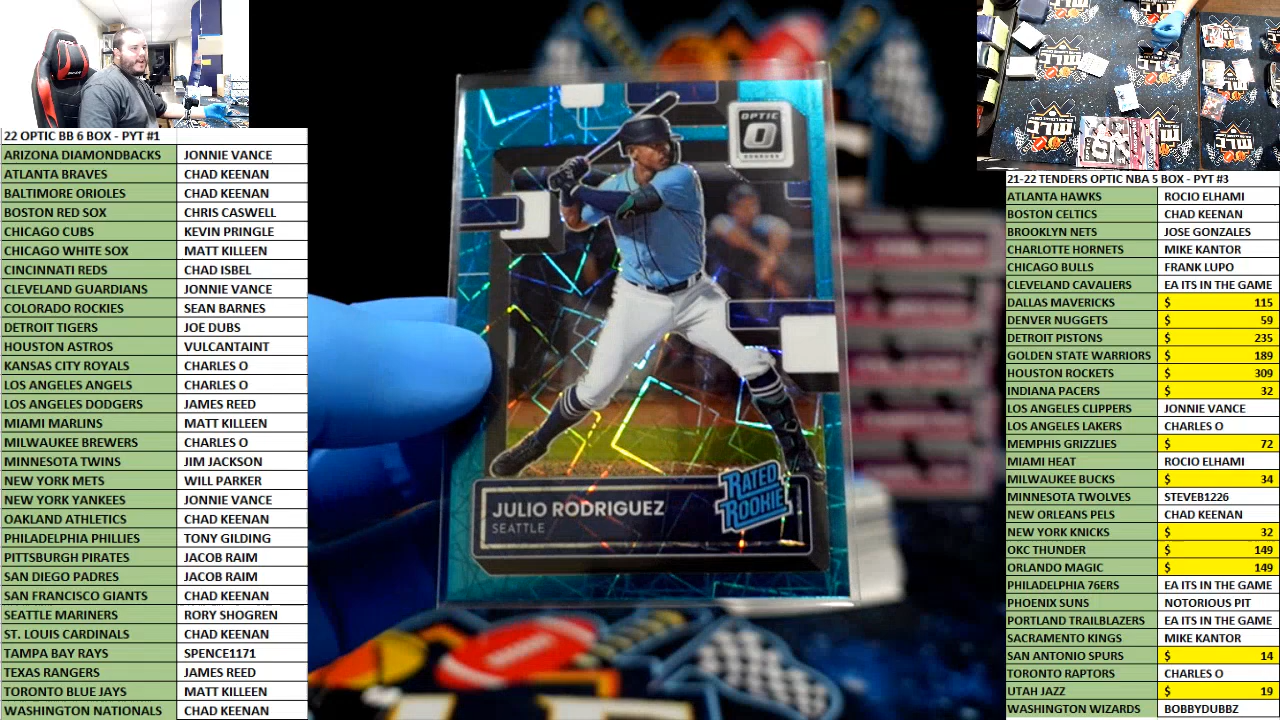 22 OPTIC BB 6 BOX - PYT #1
ARIZONA DIAMONDBACKS JONNIE VANCE
ATLANTA BRAVES CHAD KEENAN
BALTIMORE ORIOLES CHAD KEENAN
BOSTON RED SOX CHRIS CASWELL
CHICAGO CUBS KEVIN PRINGLE
CHICAGO WHITE SOX MATT KILLEEN
CINCINNATI REDS CHAD ISBEL
CLEVELAND GUARDIANS JONNIE VANCE
COLORADO ROCKIES SEAN BARNES
DETROIT TIGERS JOE DUBS
HOUSTON ASTROS VULCANTAINT
KANSAS CITY ROYALS CHARLES O
LOS ANGELES ANGELS CHARLES O
LOS ANGELES DODGERS JAMES REED
MIAMI MARLINS MATT KILLEEN
MILWAUKEE BREWERS CHARLES O
MINNESOTA TWINS JIM JACKSON
NEW YORK METS WILL PARKER
NEW YORK YANKEES JONNIE VANCE
OAKLAND ATHLETICS CHAD KEENAN
PHILADELPHIA PHILLIES TONY GILDING
PITTSBURGH PIRATES JACOB RAIM
SAN DIEGO PADRES JACOB RAIM
SAN FRANCISCO GIANTS CHAD KEENAN
SEATTLE MARINERS RORY SHOGREN
ST. LOUIS CARDINALS CHAD KEENAN
TAMPA BAY RAYS SPENCE1171
TEXAS RANGERS JAMES REED
TORONTO BLUE JAYS MATT KILLEEN
WASHINGTON NATIONALS CHAD KEENAN
OPTIC
O
DONRUSS
JULIO RODRIGUEZ
SEATTLE
RATED
ROOKIE
21-22 TENDERS OPTIC NBA 5 BOX - PYT #3
ATLANTA HAWKS ROCIO ELHAMI
BOSTON CELTICS CHAD KEENAN
BROOKLYN NETS JOSE GONZALES
CHARLOTTE HORNETS MIKE KANTOR
CHICAGO BULLS FRANK LUPO
CLEVELAND CAVALIERS EA ITS IN THE GAME
DALLAS MAVERICKS $ 115
DENVER NUGGETS $ 59
DETROIT PISTONS $ 235
GOLDEN STATE WARRIORS $ 189
HOUSTON ROCKETS $ 309
INDIANA PACERS $ 32
LOS ANGELES CLIPPERS JONNIE VANCE
LOS ANGELES LAKERS CHARLES O
MEMPHIS GRIZZLIES $ 72
MIAMI HEAT ROCIO ELHAMI
MILWAUKEE BUCKS $ 34
MINNESOTA TWOLVES STEVEB1226
NEW ORLEANS PELS CHAD KEENAN
NEW YORK KNICKS $ 32
OKC THUNDER $ 149
ORLANDO MAGIC $ 149
PHILADELPHIA 76ERS EA ITS IN THE GAME
PHOENIX SUNS NOTORIOUS PIT
PORTLAND TRAILBLAZERS EA ITS IN THE GAME
SACRAMENTO KINGS MIKE KANTOR
SAN ANTONIO SPURS $ 14
TORONTO RAPTORS CHARLES O
UTAH JAZZ $ 19
WASHINGTON WIZARDS BOBBYDUBBZ